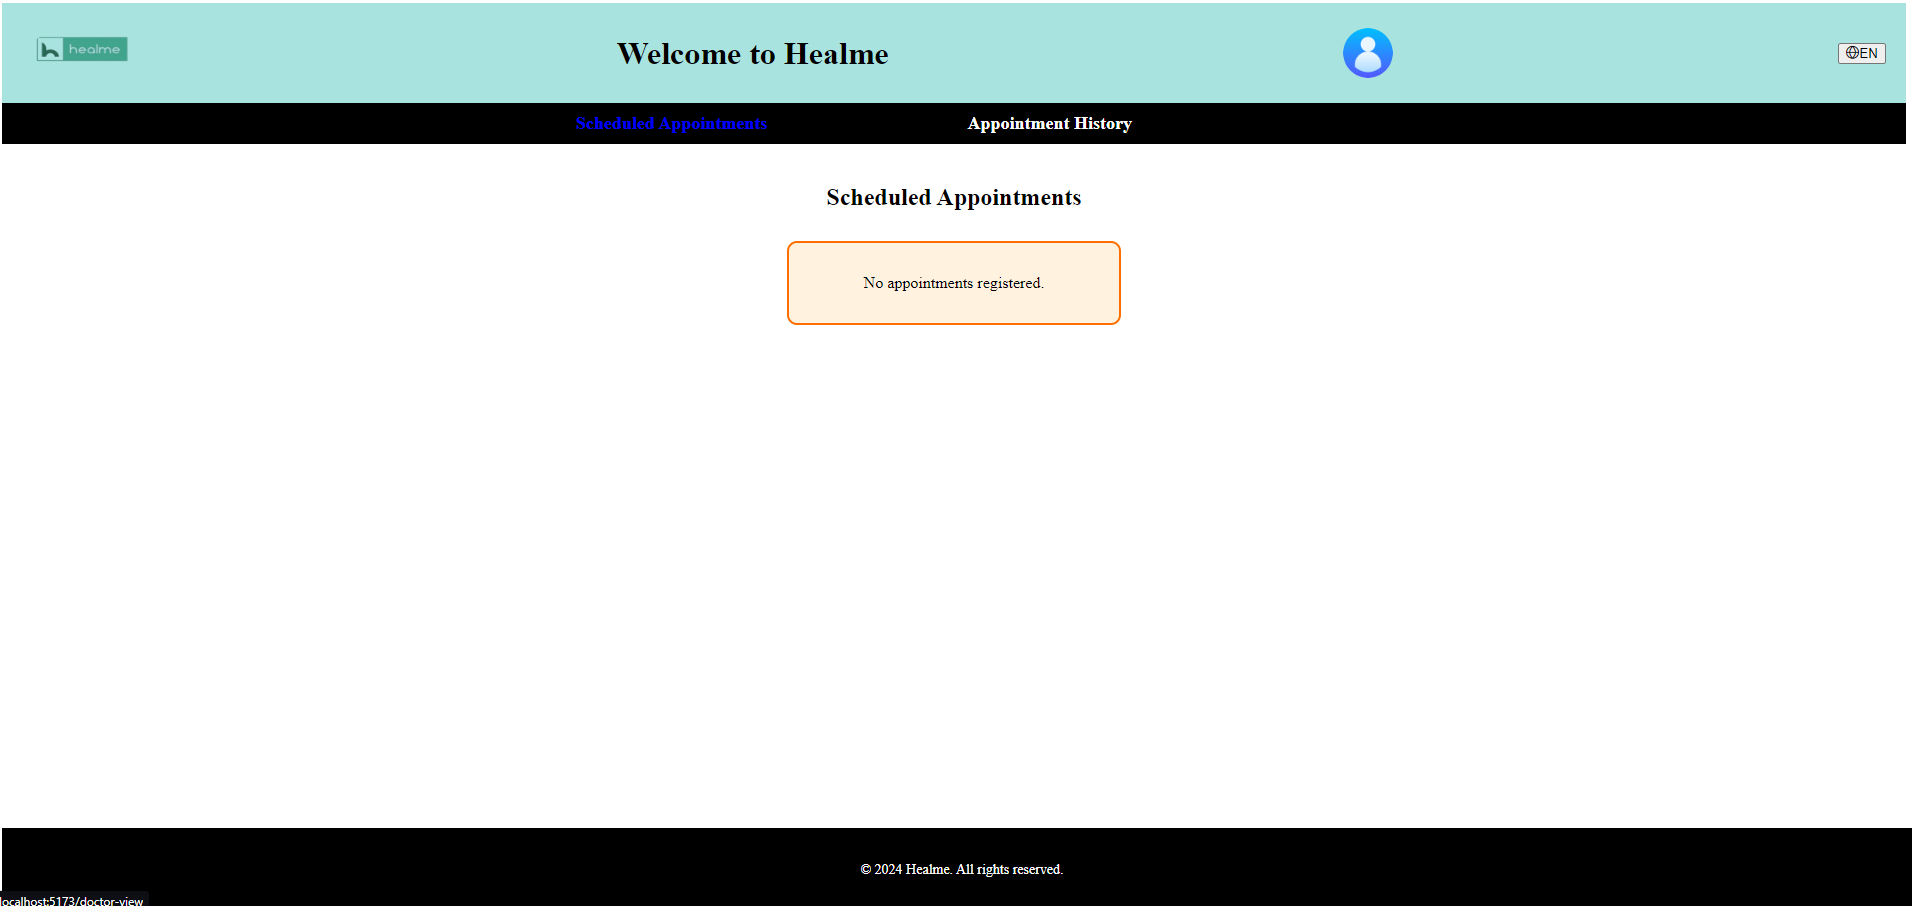 healme
Welcome to Healme
EN
Scheduled Appointments
Appointment History
Scheduled Appointments
No appointments registered.
© 2024 Healme. All rights reserved.
localhost:5173/doctor-view